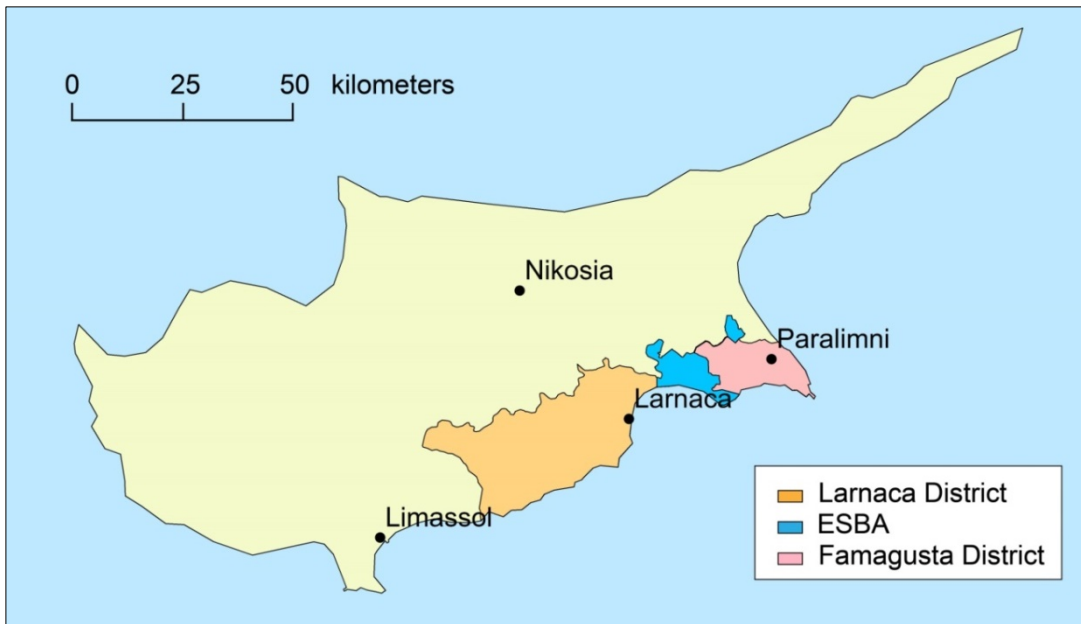 0 25 50 kilometers
Nikosia
Paralimni
Larnaca
Limassol
Larnaca District
ESBA
Famagusta District